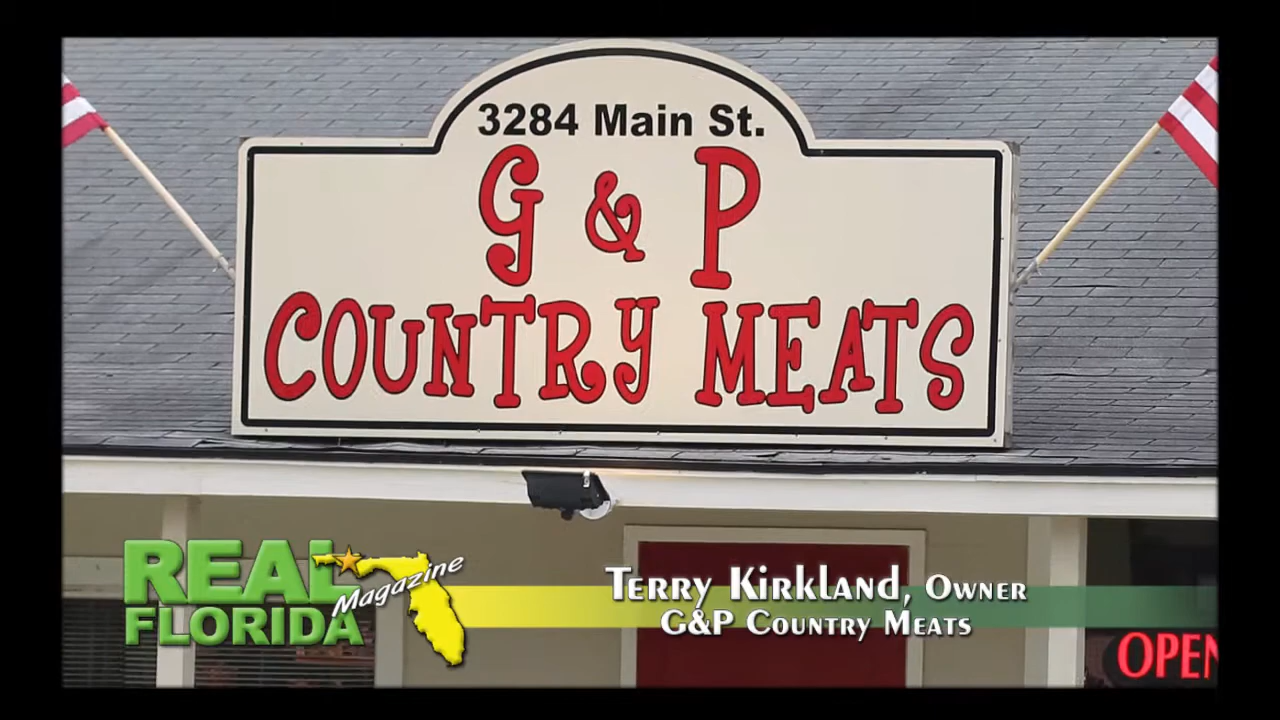 3284 Main St.
G & P
COUNTRY MEATS
REAL
FLORIDA
Magazine
TERRY KIRKLAND, OWNER
G&P COUNTRY MEATS
OPEN